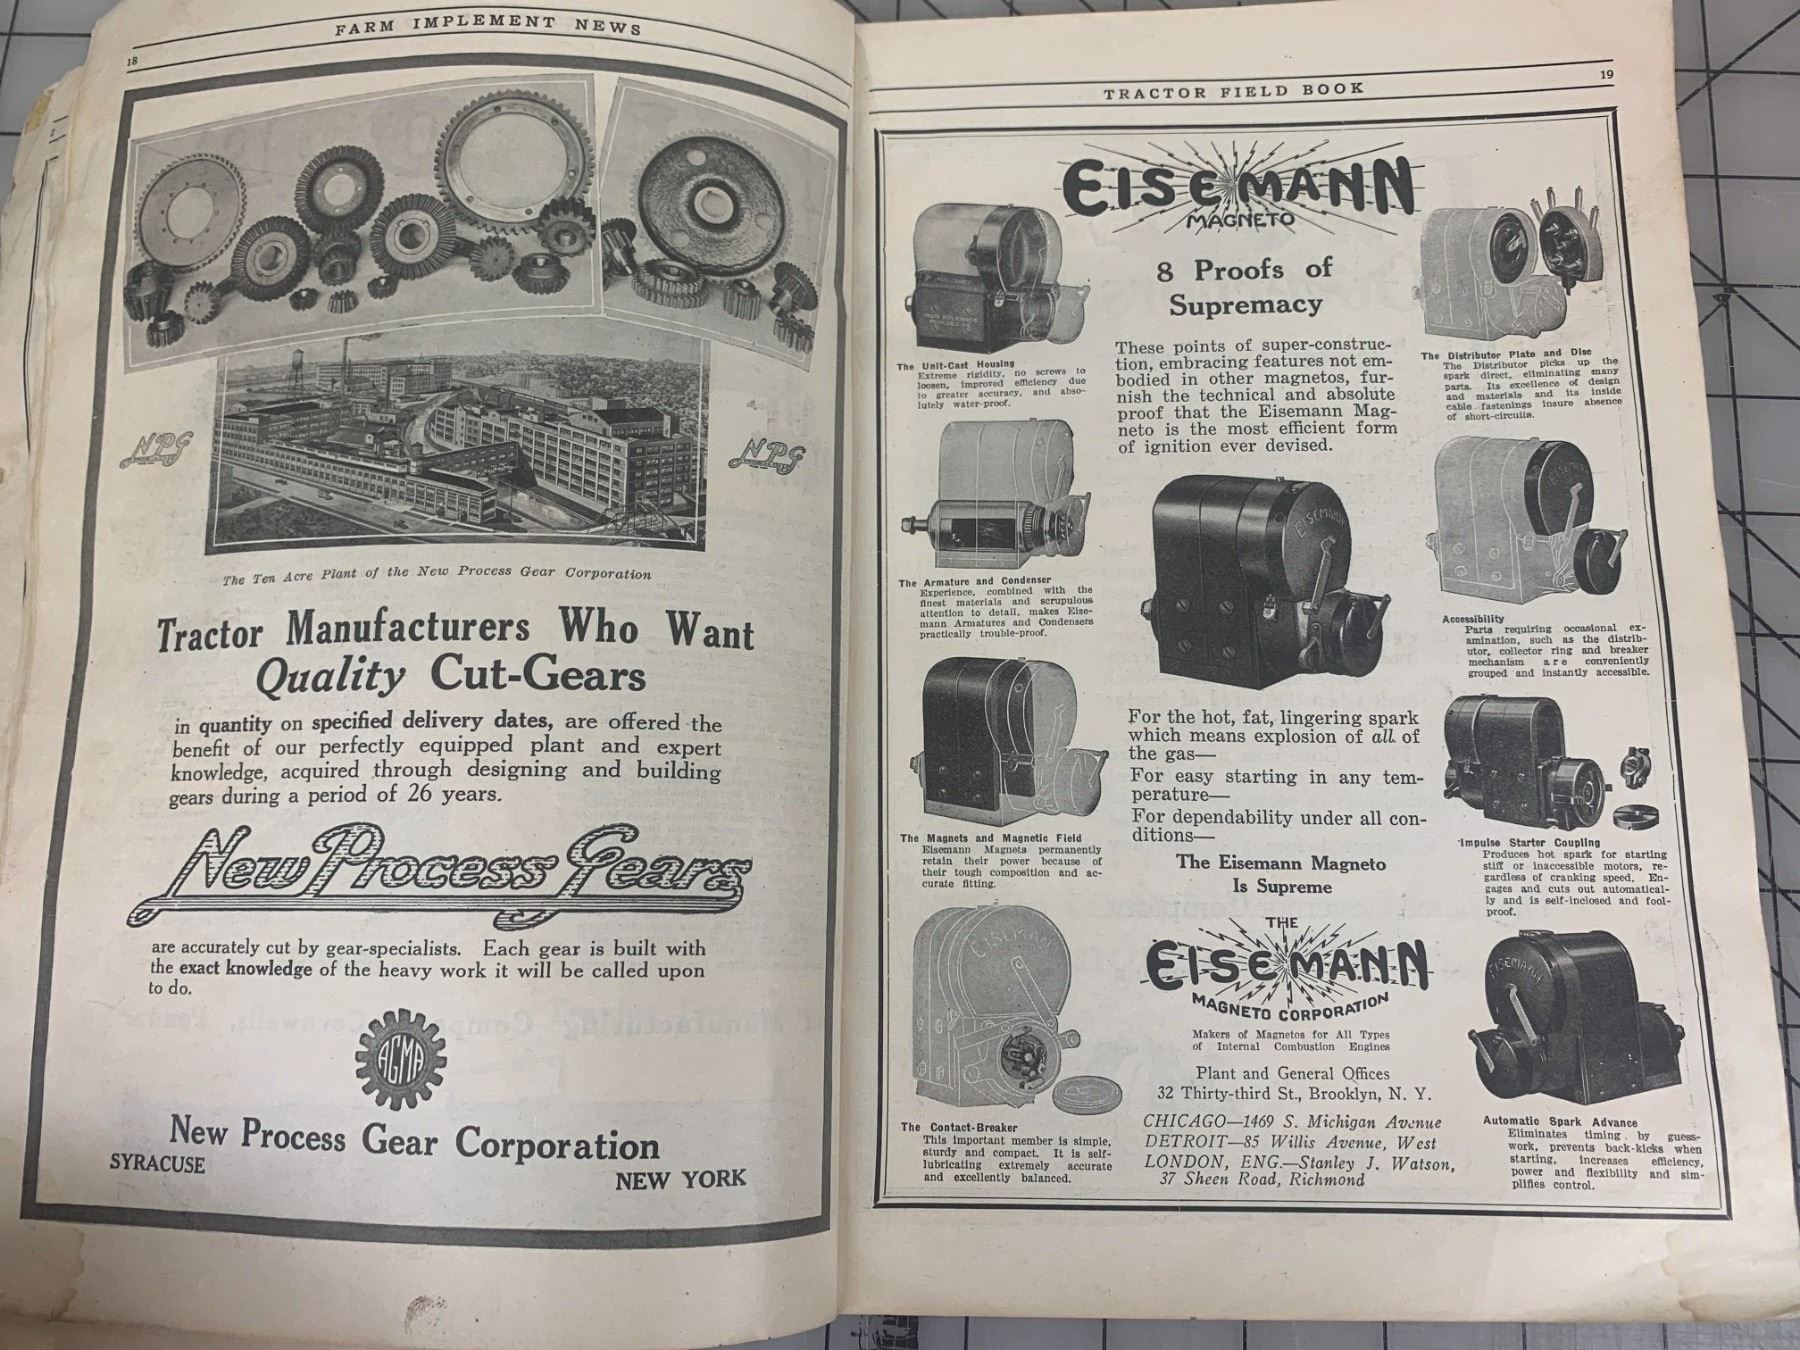 FARM IMPLEMENT NEWS
18
NPG
NPG
The Ten Acre Plant of the New Process Gear Corporation
Tractor Manufacturers Who Want
Quality Cut-Gears
in quantity on specified delivery dates, are offered the
benefit of our perfectly equipped plant and expert
knowledge, acquired through designing and building
gears during a period of 26 years.
New Process Gears
are accurately cut by gear-specialists. Each gear is built with
the exact knowledge of the heavy work it will be called upon
to do.
AGMA
New Process Gear Corporation
SYRACUSE
NEW YORK
TRACTOR FIELD BOOK
19
EISEMANN
MAGNETO
8 Proofs of
Supremacy
These points of super-construc-
tion, embracing features not em-
bodied in other magnetos, fur-
nish the technical and absolute
proof that the Eisemann Mag-
neto is the most efficient form
of ignition ever devised.
EISEMANN
For the hot, fat, lingering spark
which means explosion of all of
the gas—
For easy starting in any tem-
perature—
For dependability under all con-
ditions—
The Eisemann Magneto
Is Supreme
THE
EISEMANN
MAGNETO CORPORATION
Makers of Magnetos for All Types
of Internal Combustion Engines
Plant and General Offices
32 Thirty-third St., Brooklyn, N. Y.
CHICAGO—1469 S. Michigan Avenue
DETROIT—85 Willis Avenue, West
LONDON, ENG.—Stanley J. Watson,
37 Sheen Road, Richmond
The Unit-Cast Housing
Extreme rigidity, no screws to
loosen, improved efficiency due
to greater accuracy, and abso-
lutely water-proof.
The Armature and Condenser
Experience, combined with the
finest materials and scrupulous
attention to detail, makes Eise-
mann Armatures and Condensers
practically trouble-proof.
The Magnets and Magnetic Field
Eisemann Magnets permanently
retain their power because of
their tough composition and ac-
curate fitting.
EISEMANN
The Contact-Breaker
This important member is simple,
sturdy and compact. It is self-
lubricating extremely accurate
and excellently balanced.
The Distributor Plate and Disc
The Distributor picks up the
spark direct, eliminating many
parts. Its excellence of design
and materials and its inside
cable fastenings insure absence
of short-circuits.
EISEMANN
Accessibility
Parts requiring occasional ex-
amination, such as the distrib-
utor, collector ring and breaker
mechanism are conveniently
grouped and instantly accessible.
Impulse Starter Coupling
Produces hot spark for starting
stiff or inaccessible motors, re-
gardless of cranking speed. En-
gages and cuts out automatical-
ly and is self-inclosed and fool-
proof.
EISEMANN
Automatic Spark Advance
Eliminates timing by guess-
work, prevents back-kicks when
starting, increases efficiency,
power and flexibility and sim-
plifies control.